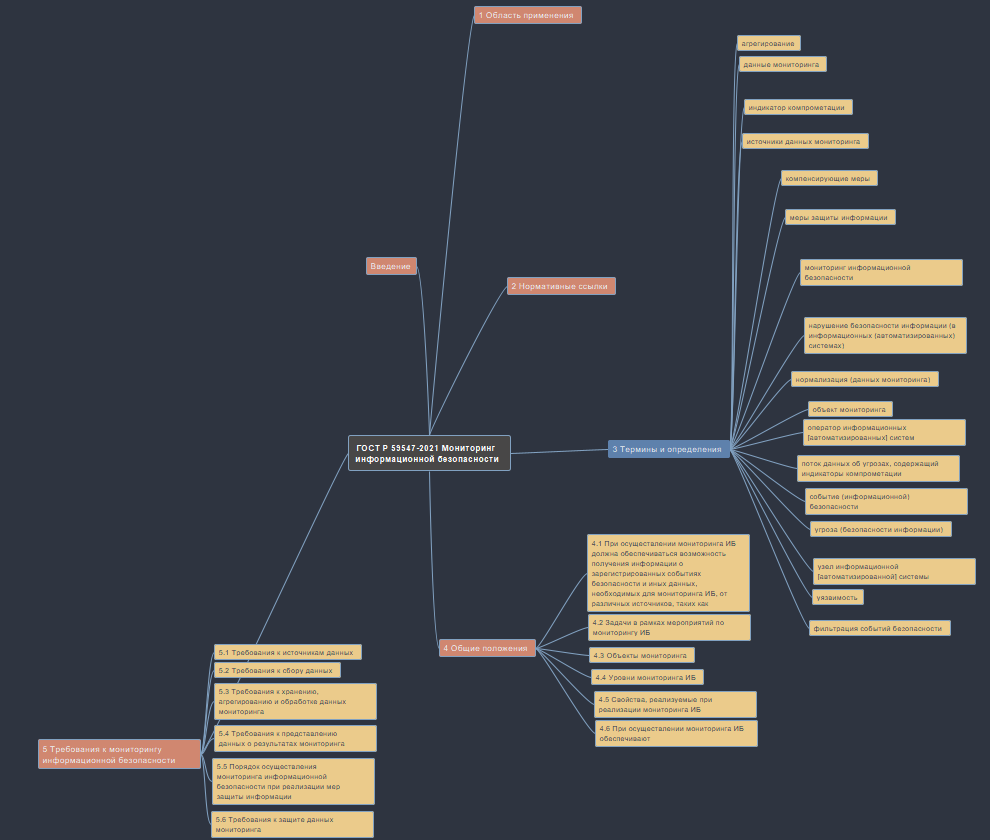 ГОСТ Р 59547-2021 Мониторинг
информационной безопасности
Введение
1 Область применения
2 Нормативные ссылки
3 Термины и определения
агрегирование
данные мониторинга
индикатор компрометации
источники данных мониторинга
компенсирующие меры
меры защиты информации
мониторинг информационной
безопасности
нарушение безопасности информации (в
информационных (автоматизированных)
системах)
нормализация (данных мониторинга)
объект мониторинга
оператор информационных
[автоматизированных] систем
поток данных об угрозах, содержащий
индикаторы компрометации
событие (информационной)
безопасности
угроза (безопасности информации)
узел информационной
[автоматизированной] системы
уязвимость
фильтрация событий безопасности
4 Общие положения
4.1 При осуществлении мониторинга ИБ
должна обеспечиваться возможность
получения информации о
зарегистрированных событиях
безопасности и иных данных,
необходимых для мониторинга ИБ, от
различных источников, таких как
4.2 Задачи в рамках мероприятий по
мониторингу ИБ
4.3 Объекты мониторинга
4.4 Уровни мониторинга ИБ
4.5 Свойства, реализуемые при
реализации мониторинга ИБ
4.6 При осуществлении мониторинга ИБ
обеспечивают
5 Требования к мониторингу
информационной безопасности
5.1 Требования к источникам данных
5.2 Требования к сбору данных
5.3 Требования к хранению,
агрегированию и обработке данных
мониторинга
5.4 Требования к представлению
данных о результатах мониторинга
5.5 Порядок осуществления
мониторинга информационной
безопасности при реализации мер
защиты информации
5.6 Требования к защите данных
мониторинга